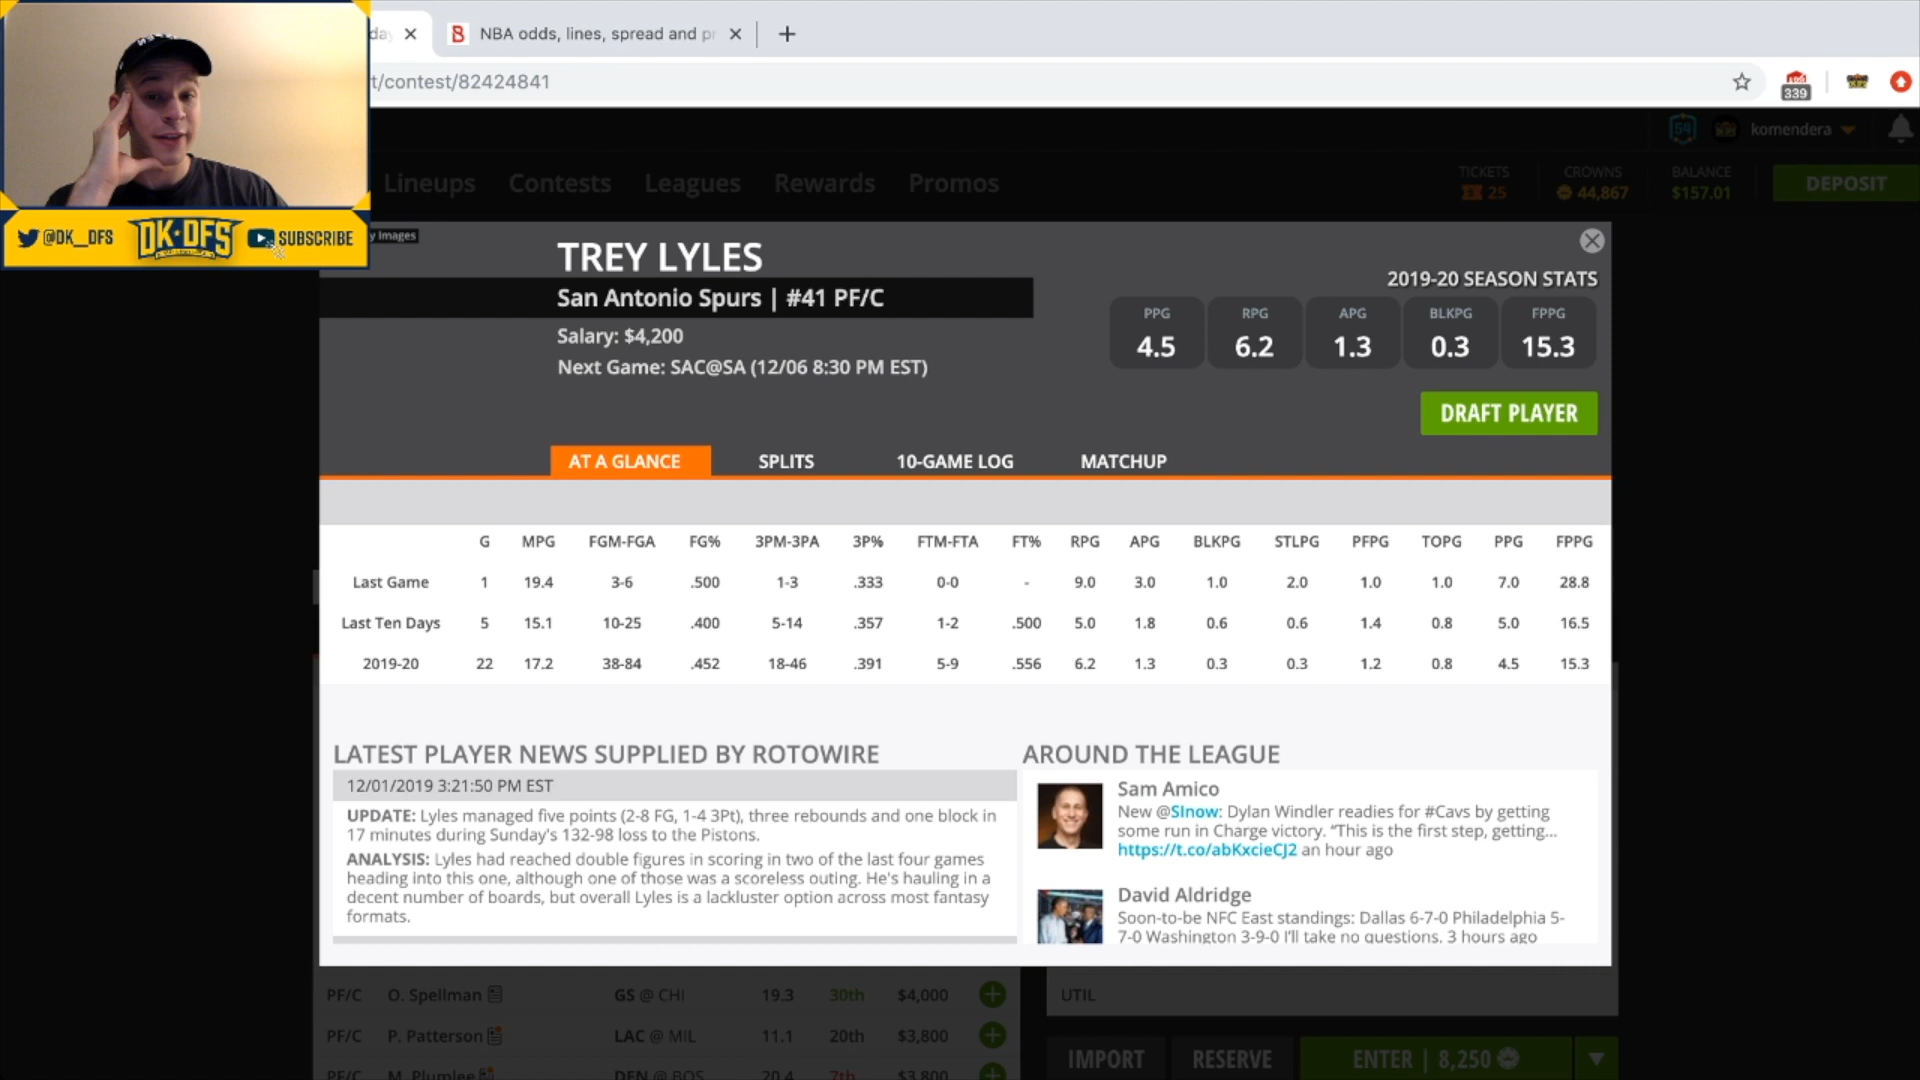 NBA odds, lines, spread and pr
t/contest/82424841
339
54
komendera
Lineups Contests Leagues Rewards Promos
TICKETS
25
CROWNS
44,867
BALANCE
$157.01
DEPOSIT
@DK__DFS
DK★DFS
SUBSCRIBE
y Images
TREY LYLES
San Antonio Spurs | #41 PF/C
Salary: $4,200
Next Game: SAC@SA (12/06 8:30 PM EST)
2019-20 SEASON STATS
PPG RPG APG BLKPG FPPG
4.5 6.2 1.3 0.3 15.3
DRAFT PLAYER
AT A GLANCE SPLITS 10-GAME LOG MATCHUP
G MPG FGM-FGA FG% 3PM-3PA 3P% FTM-FTA FT% RPG APG BLKPG STLPG PFPG TOPG PPG FPPG
Last Game 1 19.4 3-6 .500 1-3 .333 0-0 - 9.0 3.0 1.0 2.0 1.0 1.0 7.0 28.8
Last Ten Days 5 15.1 10-25 .400 5-14 .357 1-2 .500 5.0 1.8 0.6 0.6 1.4 0.8 5.0 16.5
2019-20 22 17.2 38-84 .452 18-46 .391 5-9 .556 6.2 1.3 0.3 0.3 1.2 0.8 4.5 15.3
LATEST PLAYER NEWS SUPPLIED BY ROTOWIRE
12/01/2019 3:21:50 PM EST
UPDATE: Lyles managed five points (2-8 FG, 1-4 3Pt), three rebounds and one block in
17 minutes during Sunday's 132-98 loss to the Pistons.
ANALYSIS: Lyles had reached double figures in scoring in two of the last four games
heading into this one, although one of those was a scoreless outing. He's hauling in a
decent number of boards, but overall Lyles is a lackluster option across most fantasy
formats.
AROUND THE LEAGUE
Sam Amico
New @SInow: Dylan Windler readies for #Cavs by getting
some run in Charge victory. “This is the first step, getting...
https://t.co/abKxcieCJ2 an hour ago
David Aldridge
Soon-to-be NFC East standings: Dallas 6-7-0 Philadelphia 5-
7-0 Washington 3-9-0 I'll take no questions. 3 hours ago
PF/C O. Spellman GS @ CHI 19.3 30th $4,000
PF/C P. Patterson LAC @ MIL 11.1 20th $3,800
PF/C M. Plumlee DEN @ BOS 20.4 7th $3,800
UTIL
IMPORT RESERVE ENTER | 8,250